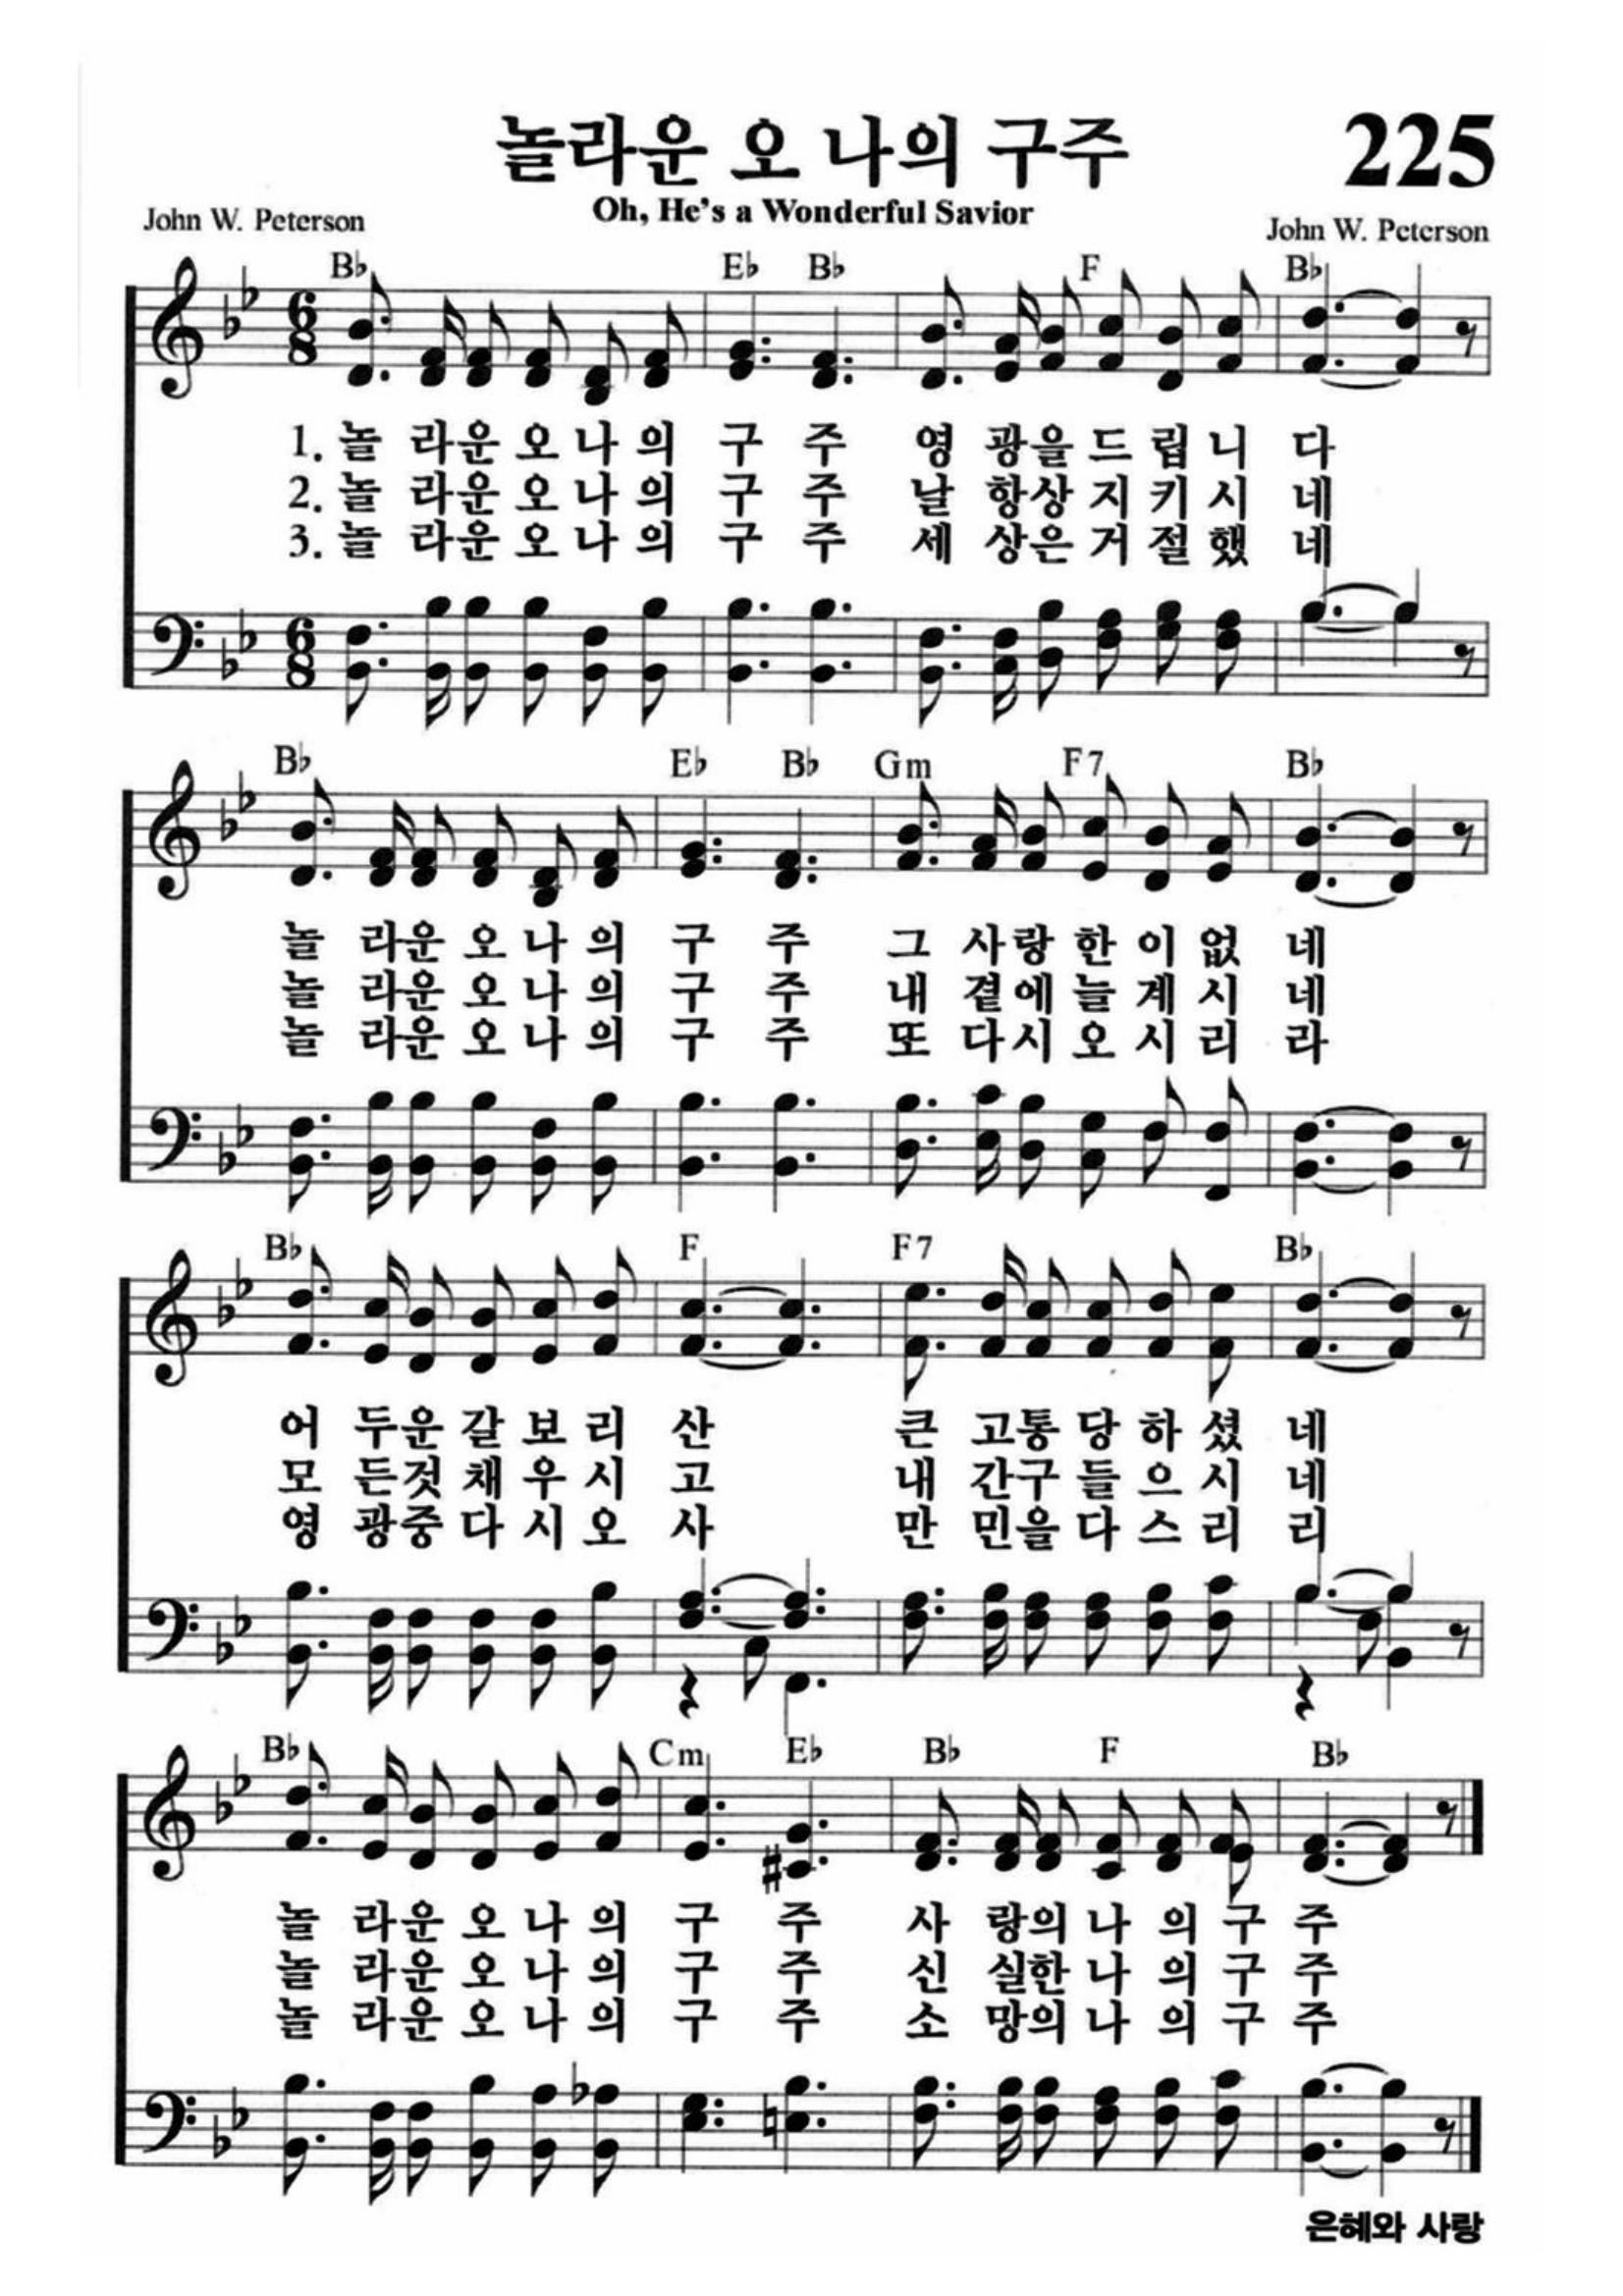 놀라운 오 나의 구주 225
Oh, He's a Wonderful Savior
John W. Peterson John W. Peterson
B♭ E♭ B♭ F B♭
6 8
1. 놀 라운 오 나 의 구 주 영 광을 드 립 니 다
2. 놀 라운 오 나 의 구 주 날 항상 지 키 시 네
3. 놀 라운 오 나 의 구 주 세 상은 거 절 했 네
6 8
B♭ E♭ B♭ Gm F7 B♭
놀 라운 오 나 의 구 주 그 사랑 한 이 없 네
놀 라운 오 나 의 구 주 내 곁에 늘 계 시 네
놀 라운 오 나 의 구 주 또 다시 오 시 리 라
B♭ F F7 B♭
어 두운 갈 보 리 산 큰 고통 당 하 셨 네
모 든것 채 우 시 고 내 간구 들 으 시 네
영 광중 다 시 오 사 만 민을 다 스 리 리
B♭ Cm E♭ B♭ F B♭
놀 라운 오 나 의 구 주 사 랑의 나 의 구 주
놀 라운 오 나 의 구 주 신 실한 나 의 구 주
놀 라운 오 나 의 구 주 소 망의 나 의 구 주
은혜와 사랑